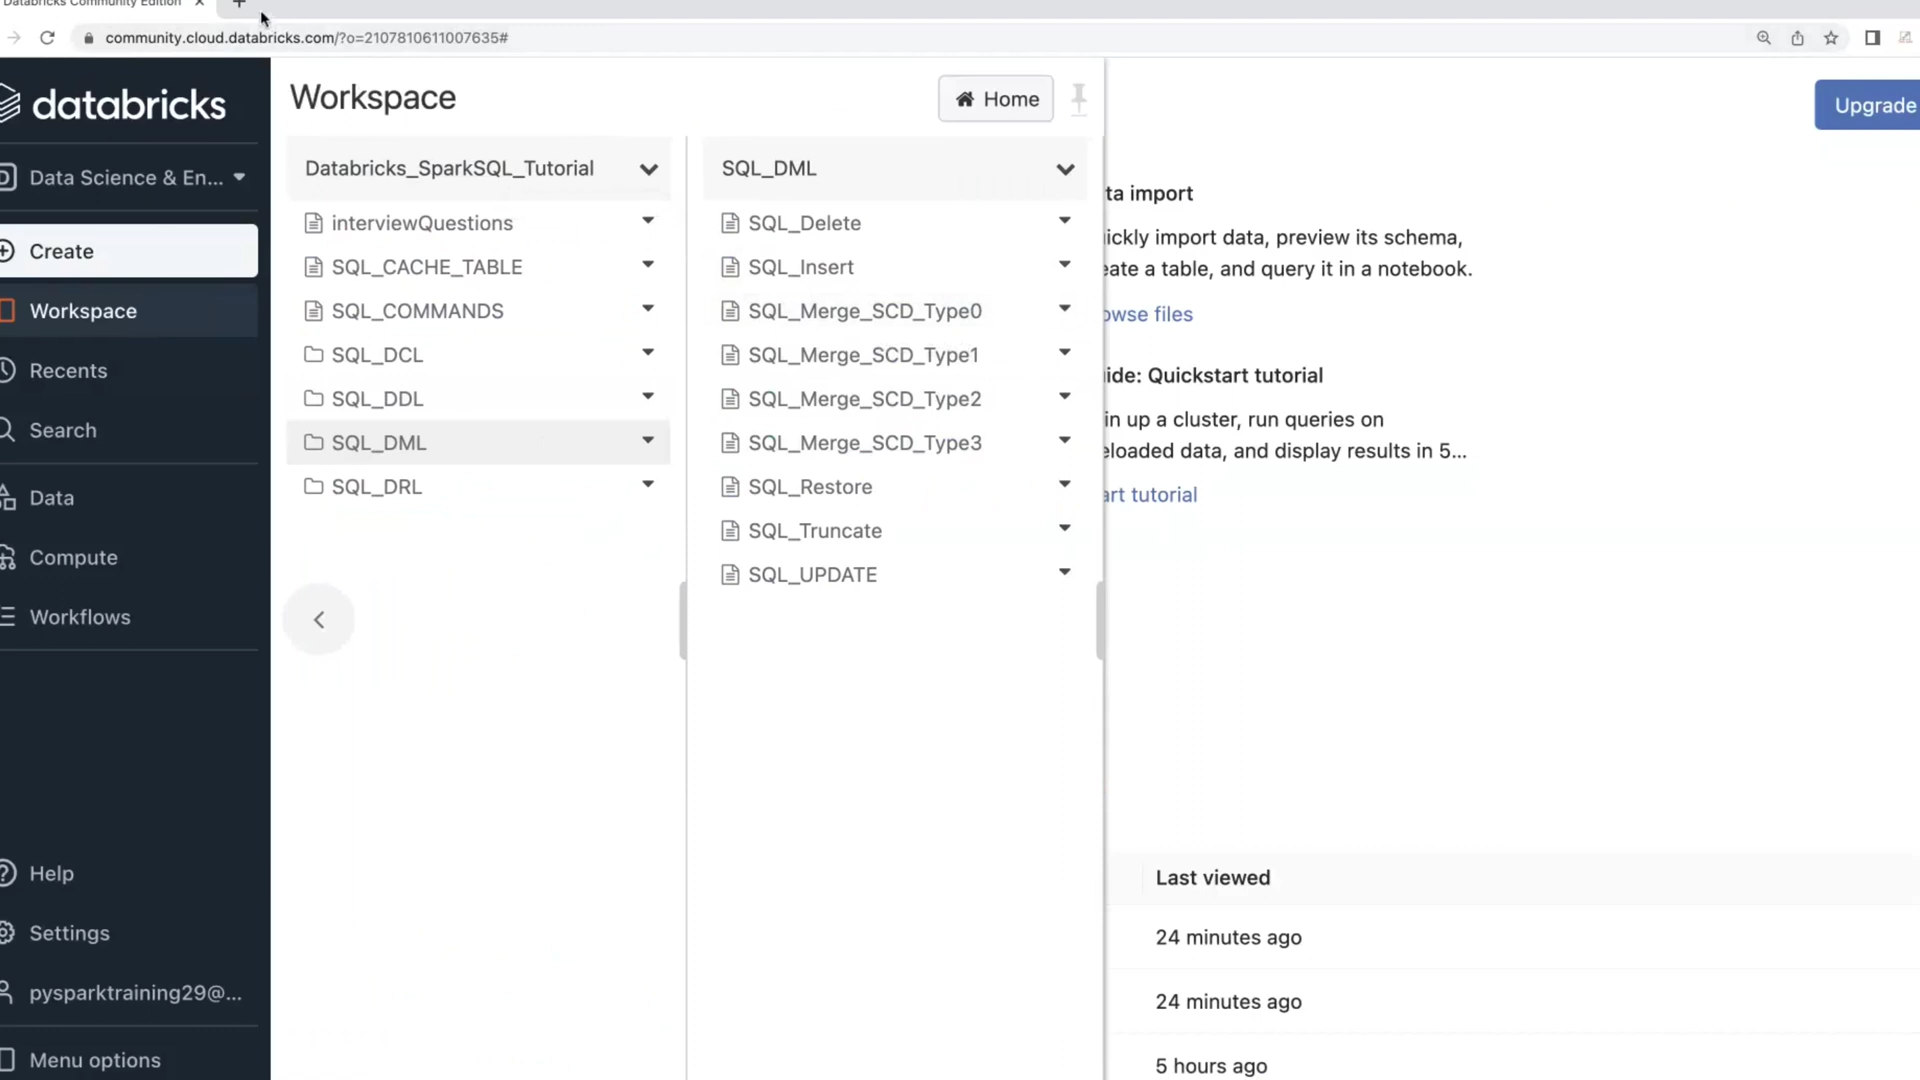 Databricks Community Edition
community.cloud.databricks.com/?o=2107810611007635#
databricks
Data Science & En...
Create
Workspace
Recents
Search
Data
Compute
Workflows
Help
Settings
pysparktraining29@...
Menu options
Workspace
Home
Databricks_SparkSQL_Tutorial
interviewQuestions
SQL_CACHE_TABLE
SQL_COMMANDS
SQL_DCL
SQL_DDL
SQL_DML
SQL_DRL
SQL_DML
SQL_Delete
SQL_Insert
SQL_Merge_SCD_Type0
SQL_Merge_SCD_Type1
SQL_Merge_SCD_Type2
SQL_Merge_SCD_Type3
SQL_Restore
SQL_Truncate
SQL_UPDATE
Upgrade
ta import
ickly import data, preview its schema,
eate a table, and query it in a notebook.
owse files
ide: Quickstart tutorial
in up a cluster, run queries on
eloaded data, and display results in 5...
art tutorial
Last viewed
24 minutes ago
24 minutes ago
5 hours ago